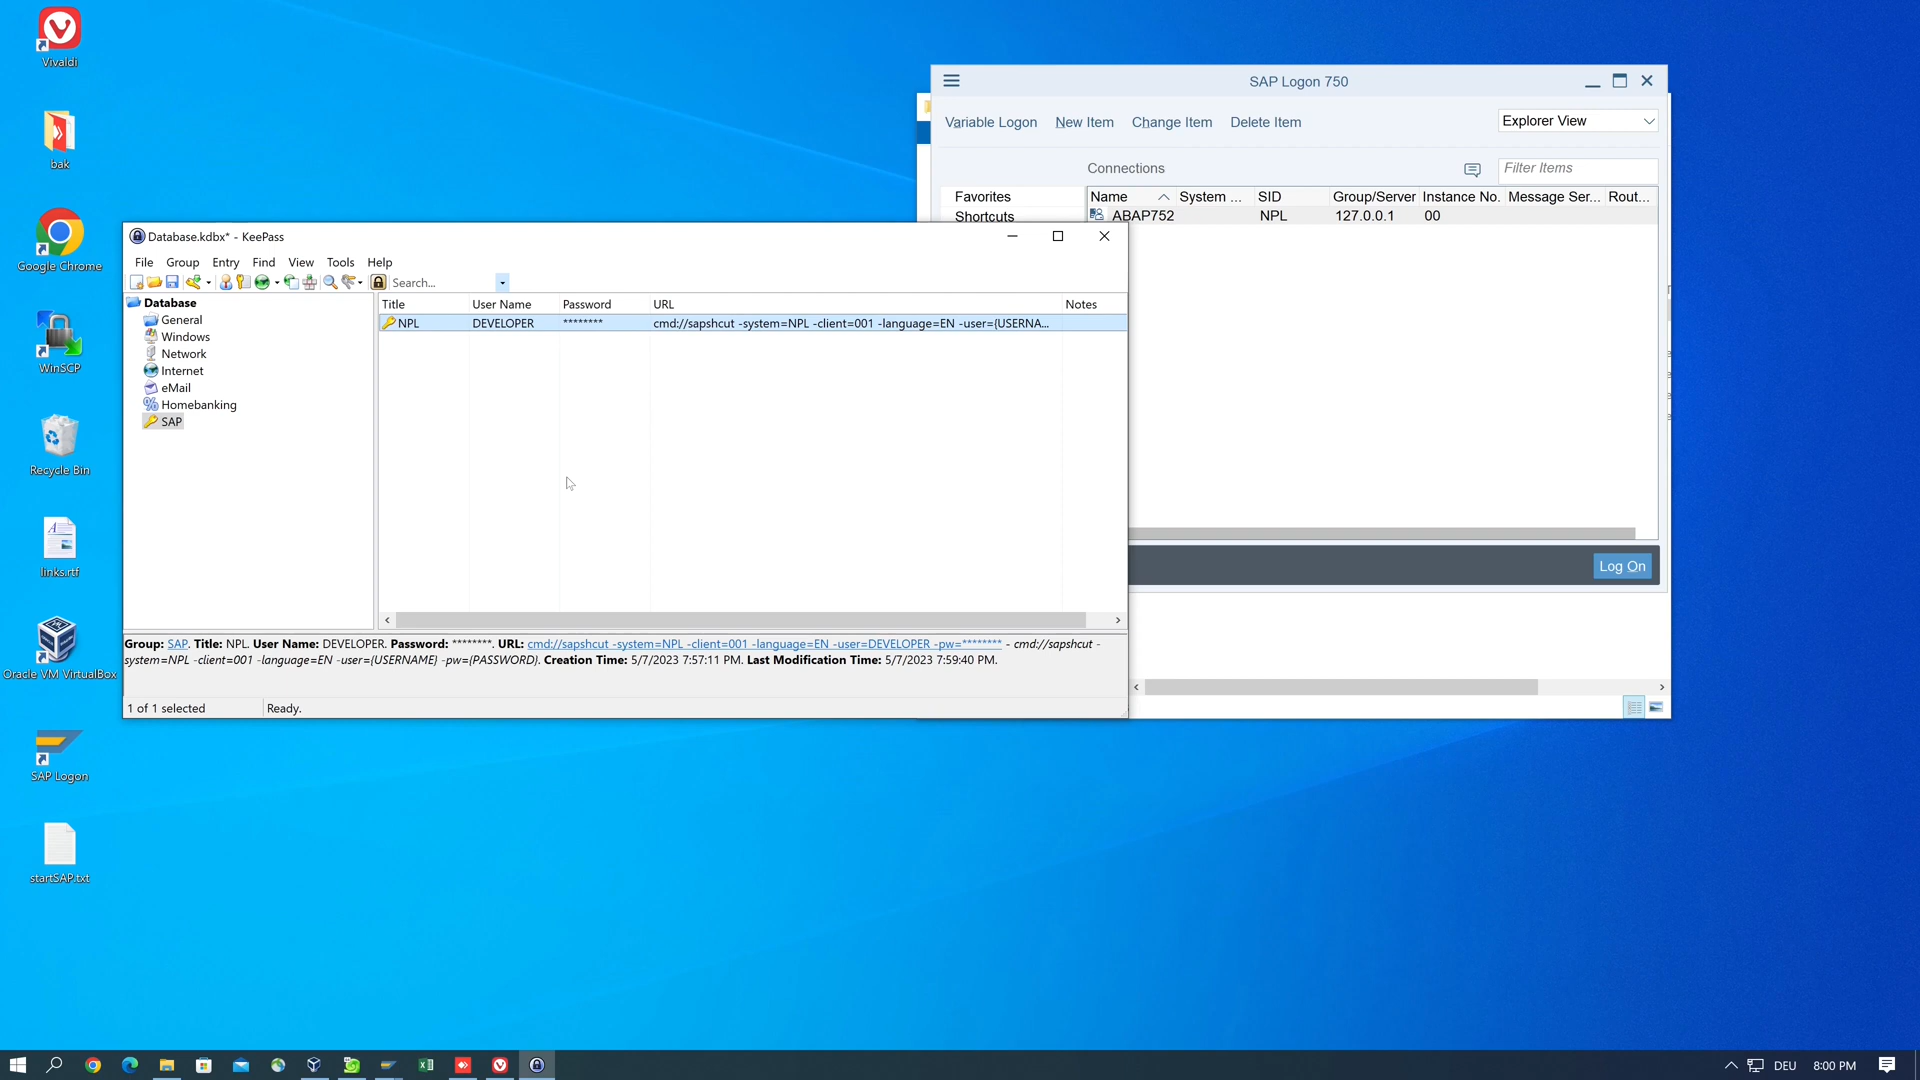 Vivaldi
bak
Google Chrome
WinSCP
Recycle Bin
links.rtf
Oracle VM VirtualBox
SAP Logon
startSAP.txt
SAP Logon 750
Variable Logon New Item Change Item Delete Item
Explorer View
Connections
Filter Items
Favorites
Shortcuts
Name System ... SID Group/Server Instance No. Message Ser... Rout...
ABAP752 NPL 127.0.0.1 00
Log On
Database.kdbx* - KeePass
File Group Entry Find View Tools Help
Search...
Database
General
Windows
Network
Internet
eMail
Homebanking
SAP
Title User Name Password URL Notes
NPL DEVELOPER ******** cmd://sapshcut -system=NPL -client=001 -language=EN -user={USERNA...
Group: SAP. Title: NPL. User Name: DEVELOPER. Password: ********. URL: cmd://sapshcut -system=NPL -client=001 -language=EN -user=DEVELOPER -pw=******** - cmd://sapshcut -
system=NPL -client=001 -language=EN -user={USERNAME} -pw={PASSWORD}. Creation Time: 5/7/2023 7:57:11 PM. Last Modification Time: 5/7/2023 7:59:40 PM.
1 of 1 selected Ready.
DEU 8:00 PM